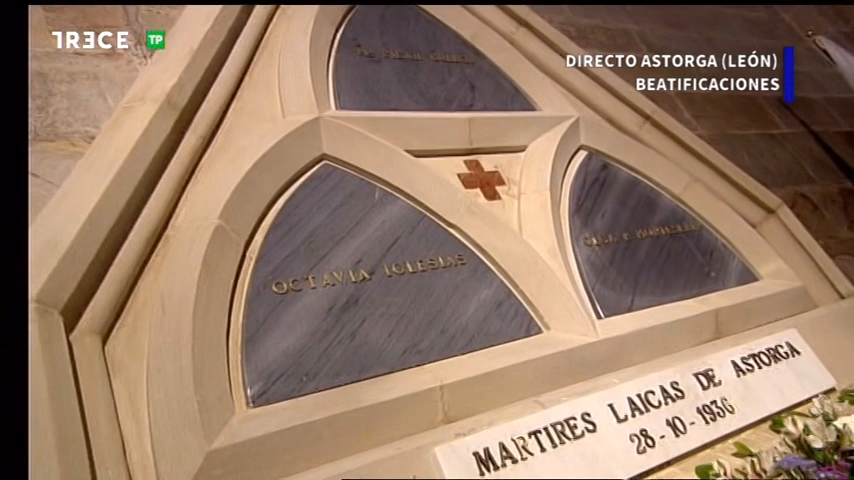 TRECE
TP
DIRECTO ASTORGA (LEÓN)
BEATIFICACIONES
OCTAVIA IGLESIAS
MARTIRES LAICAS DE ASTORGA
28-10-1936